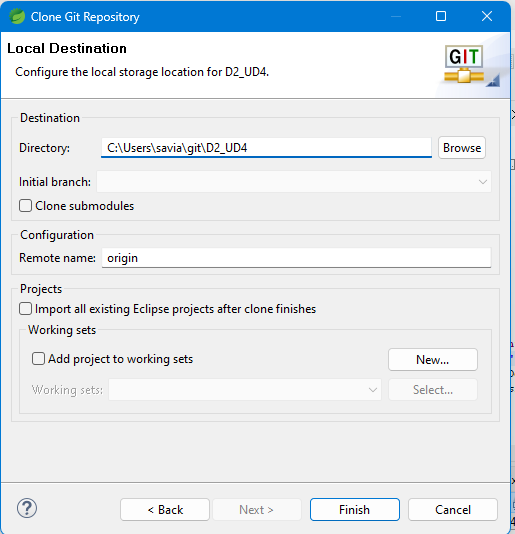 Clone Git Repository
Local Destination
Configure the local storage location for D2_UD4.
GIT
Destination
Directory: C:\Users\savia\git\D2_UD4 Browse
Initial branch:
Clone submodules
Configuration
Remote name: origin
Projects
Import all existing Eclipse projects after clone finishes
Working sets
Add project to working sets New...
Working sets: Select...
? < Back Next > Finish Cancel